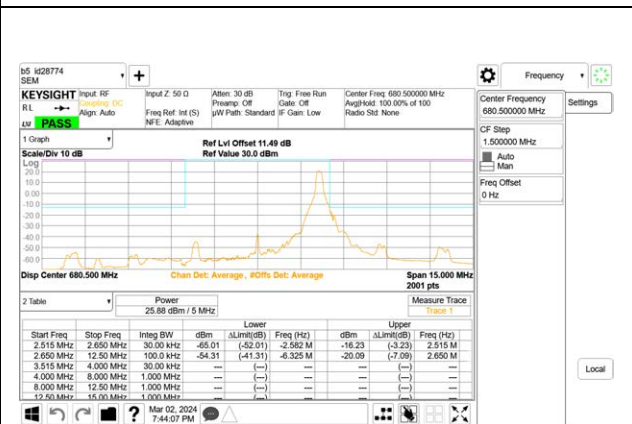 b5 id28774
SEM
Frequency
KEYSIGHT Input: RF Input Z: 50 Ω Atten: 30 dB Trig: Free Run Center Freq: 680.500000 MHz
RL Coupling: DC Preamp: Off Gate: Off Avg|Hold: 100.00% of 100
Align: Auto Freq Ref: Int (S) µW Path: Standard IF Gain: Low Radio Std: None
PASS NFE: Adaptive
Center Frequency
680.500000 MHz
Settings
CF Step
1.500000 MHz
Auto
Man
Freq Offset
0 Hz
1 Graph
Scale/Div 10 dB
Ref Lvl Offset 11.49 dB
Ref Value 30.0 dBm
Log
20.0
10.0
0.00
-10.0
-20.0
-30.0
-40.0
-50.0
-60.0
Disp Center 680.500 MHz Chan Det: Average , #Offs Det: Average Span 15.000 MHz
2001 pts
2 Table
Power
25.88 dBm / 5 MHz
Measure Trace
Trace 1
Lower Upper
Start Freq Stop Freq Integ BW dBm ΔLimit(dB) Freq (Hz) dBm ΔLimit(dB) Freq (Hz)
2.515 MHz 2.650 MHz 30.00 kHz -65.01 (-52.01) -2.582 M -16.23 (-3.23) 2.515 M
2.650 MHz 12.50 MHz 100.0 kHz -54.31 (-41.31) -6.325 M -20.09 (-7.09) 2.650 M
3.515 MHz 4.000 MHz 30.00 kHz --- (---) --- --- (---) ---
4.000 MHz 8.000 MHz 1.000 MHz --- (---) --- --- (---) ---
8.000 MHz 12.50 MHz 1.000 MHz --- (---) --- --- (---) ---
12.50 MHz 15.00 MHz 1.000 MHz --- (---) --- --- (---) ---
Local
Mar 02, 2024
7:44:07 PM